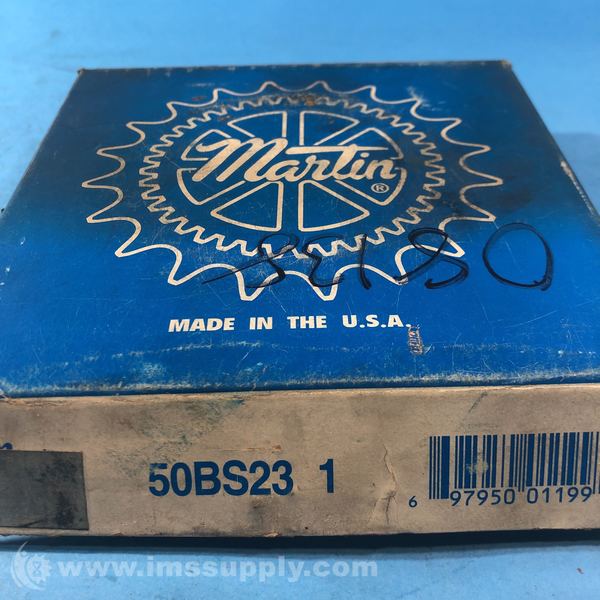 Martin
®
MADE IN THE U.S.A.
50BS23 1
6 97950 01199
www.imssupply.com